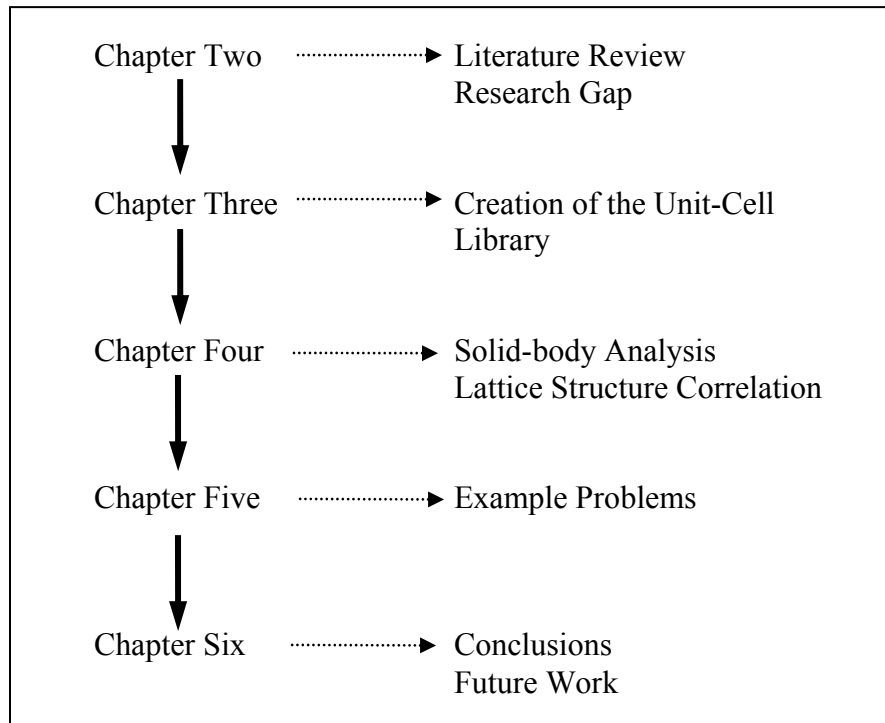 Chapter Two
Literature Review
Research Gap
Chapter Three
Creation of the Unit-Cell
Library
Chapter Four
Solid-body Analysis
Lattice Structure Correlation
Chapter Five
Example Problems
Chapter Six
Conclusions
Future Work